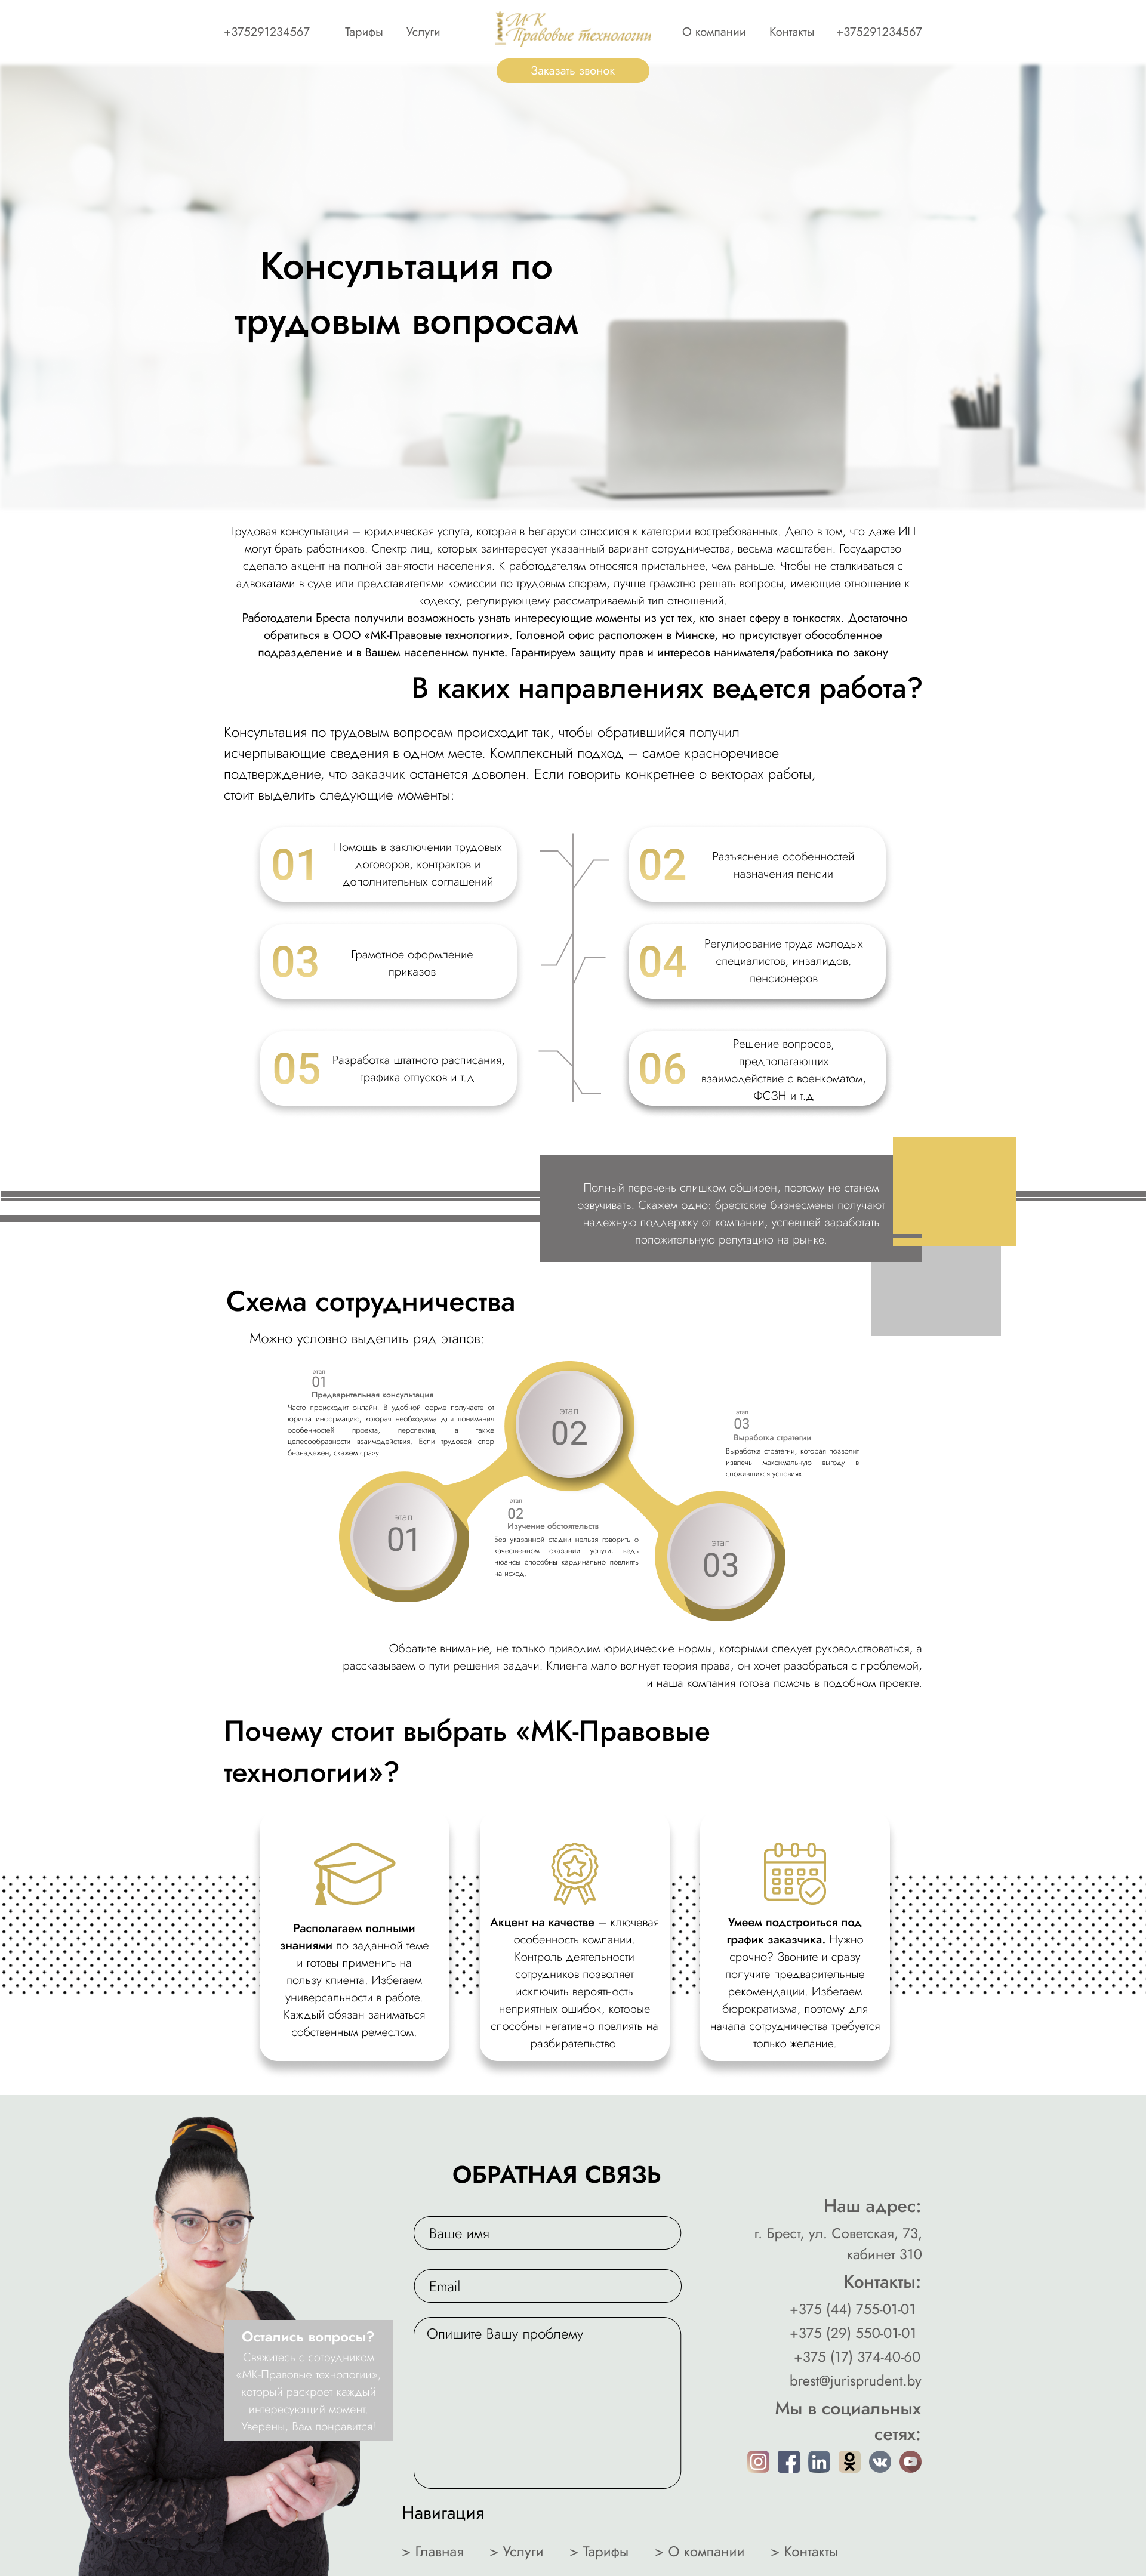 +375291234567 Тарифы Услуги МК О компании Контакты +375291234567
Правовые технологии
Заказать звонок
Консультация по
трудовым вопросам
Трудовая консультация – юридическая услуга, которая в Беларуси относится к категории востребованных. Дело в том, что даже ИП
могут брать работников. Спектр лиц, которых заинтересует указанный вариант сотрудничества, весьма масштабен. Государство
сделало акцент на полной занятости населения. К работодателям относятся пристальнее, чем раньше. Чтобы не сталкиваться с
адвокатами в суде или представителями комиссии по трудовым спорам, лучше грамотно решать вопросы, имеющие отношение к
кодексу, регулирующему рассматриваемый тип отношений.
Работодатели Бреста получили возможность узнать интересующие моменты из уст тех, кто знает сферу в тонкостях. Достаточно
обратиться в ООО «МК-Правовые технологии». Головной офис расположен в Минске, но присутствует обособленное
подразделение и в Вашем населенном пункте. Гарантируем защиту прав и интересов нанимателя/работника по закону
В каких направлениях ведется работа?
Консультация по трудовым вопросам происходит так, чтобы обратившийся получил
исчерпывающие сведения в одном месте. Комплексный подход – самое красноречивое
подтверждение, что заказчик останется доволен. Если говорить конкретнее о векторах работы,
стоит выделить следующие моменты:
01
Помощь в заключении трудовых
договоров, контрактов и
дополнительных соглашений
02
Разъяснение особенностей
назначения пенсии
03
Грамотное оформление
приказов
04
Регулирование труда молодых
специалистов, инвалидов,
пенсионеров
05
Разработка штатного расписания,
графика отпусков и т.д.
06
Решение вопросов,
предполагающих
взаимодействие с военкоматом,
ФСЗН и т.д
Полный перечень слишком обширен, поэтому не станем
озвучивать. Скажем одно: брестские бизнесмены получают
надежную поддержку от компании, успевшей заработать
положительную репутацию на рынке.
Схема сотрудничества
Можно условно выделить ряд этапов:
этап
01
Предварительная консультация
Часто происходит онлайн. В удобной форме получаете от
юриста информацию, которая необходима для понимания
особенностей проекта, перспектив, а также
целесообразности взаимодействия. Если трудовой спор
безнадежен, скажем сразу.
этап
02
этап
03
Выработка стратегии
Выработка стратегии, которая позволит
извлечь максимальную выгоду в
сложившихся условиях.
этап
01
этап
02
Изучение обстоятельств
Без указанной стадии нельзя говорить о
качественном оказании услуги, ведь
нюансы способны кардинально повлиять
на исход.
этап
03
Обратите внимание, не только приводим юридические нормы, которыми следует руководствоваться, а
рассказываем о пути решения задачи. Клиента мало волнует теория права, он хочет разобраться с проблемой,
и наша компания готова помочь в подобном проекте.
Почему стоит выбрать «МК-Правовые
технологии»?
Располагаем полными
знаниями по заданной теме
и готовы применить на
пользу клиента. Избегаем
универсальности в работе.
Каждый обязан заниматься
собственным ремеслом.
Акцент на качестве – ключевая
особенность компании.
Контроль деятельности
сотрудников позволяет
исключить вероятность
неприятных ошибок, которые
способны негативно повлиять на
разбирательство.
Умеем подстроиться под
график заказчика. Нужно
срочно? Звоните и сразу
получите предварительные
рекомендации. Избегаем
бюрократизма, поэтому для
начала сотрудничества требуется
только желание.
Остались вопросы?
Свяжитесь с сотрудником
«МК-Правовые технологии»,
который раскроет каждый
интересующий момент.
Уверены, Вам понравится!
ОБРАТНАЯ СВЯЗЬ
Ваше имя
Email
Опишите Вашу проблему
Наш адрес:
г. Брест, ул. Советская, 73,
кабинет 310
Контакты:
+375 (44) 755-01-01
+375 (29) 550-01-01
+375 (17) 374-40-60
brest@jurisprudent.by
Мы в социальных
сетях:
Навигация
> Главная > Услуги > Тарифы > О компании > Контакты